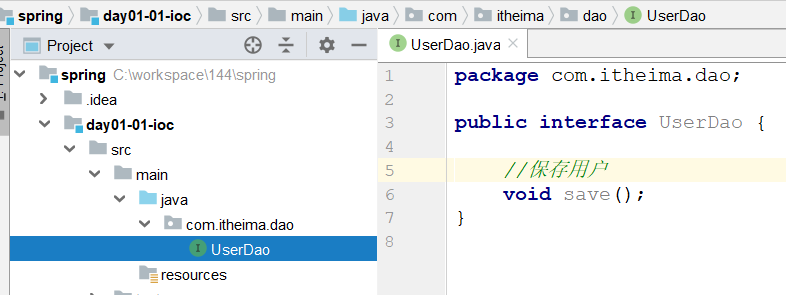 spring day01-01-ioc src main java com itheima dao UserDao
Project
UserDao.java
spring C:\workspace\144\spring
.idea
day01-01-ioc
src
main
java
com.itheima.dao
UserDao
resources
1 package com.itheima.dao;
2
3 public interface UserDao {
4
5 //保存用户
6 void save();
7 }
8